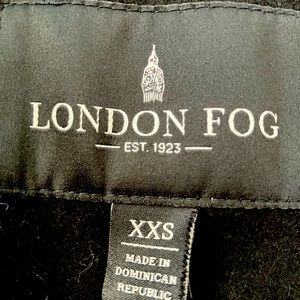 LONDON FOG
EST. 1923
XXS
MADE IN
DOMINICAN
REPUBLIC